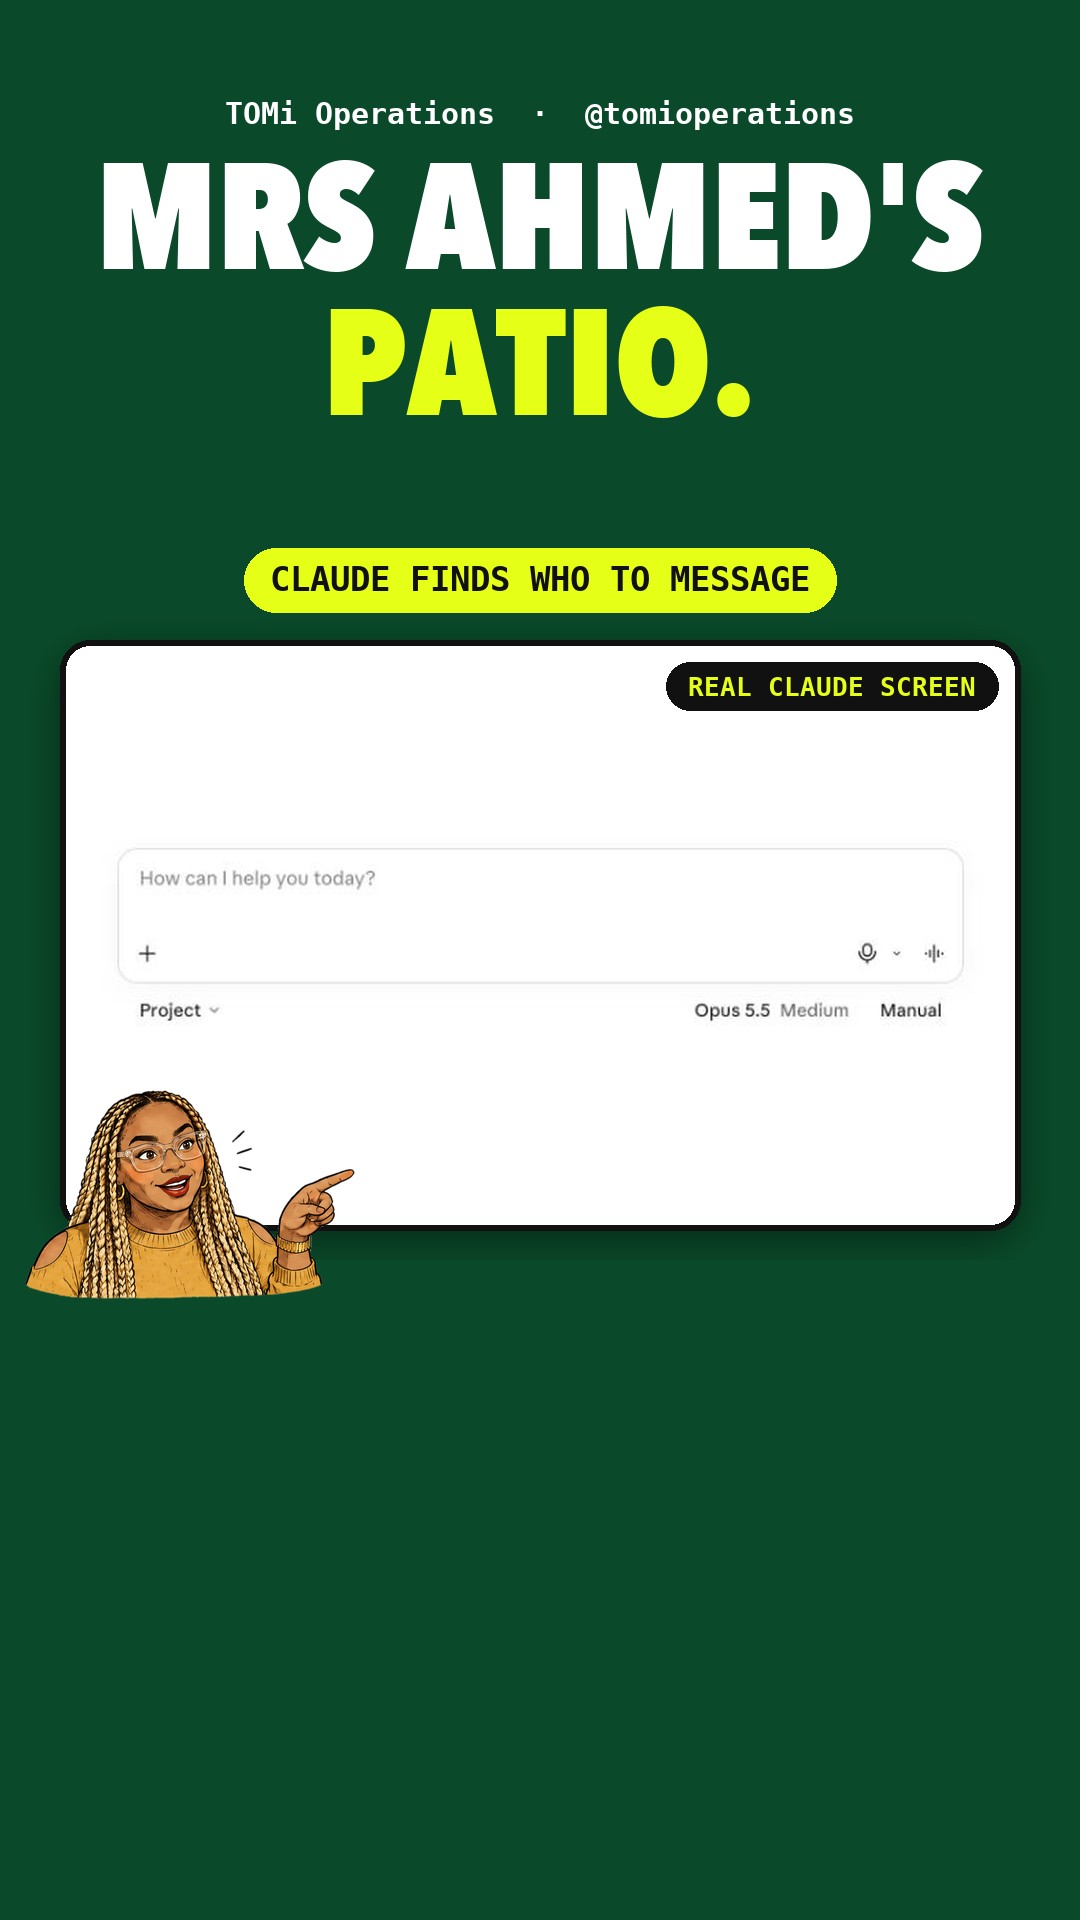 TOMi Operations · @tomioperations
MRS AHMED'S
PATIO.
CLAUDE FINDS WHO TO MESSAGE
REAL CLAUDE SCREEN
How can I help you today?
Project Opus 5.5 Medium Manual